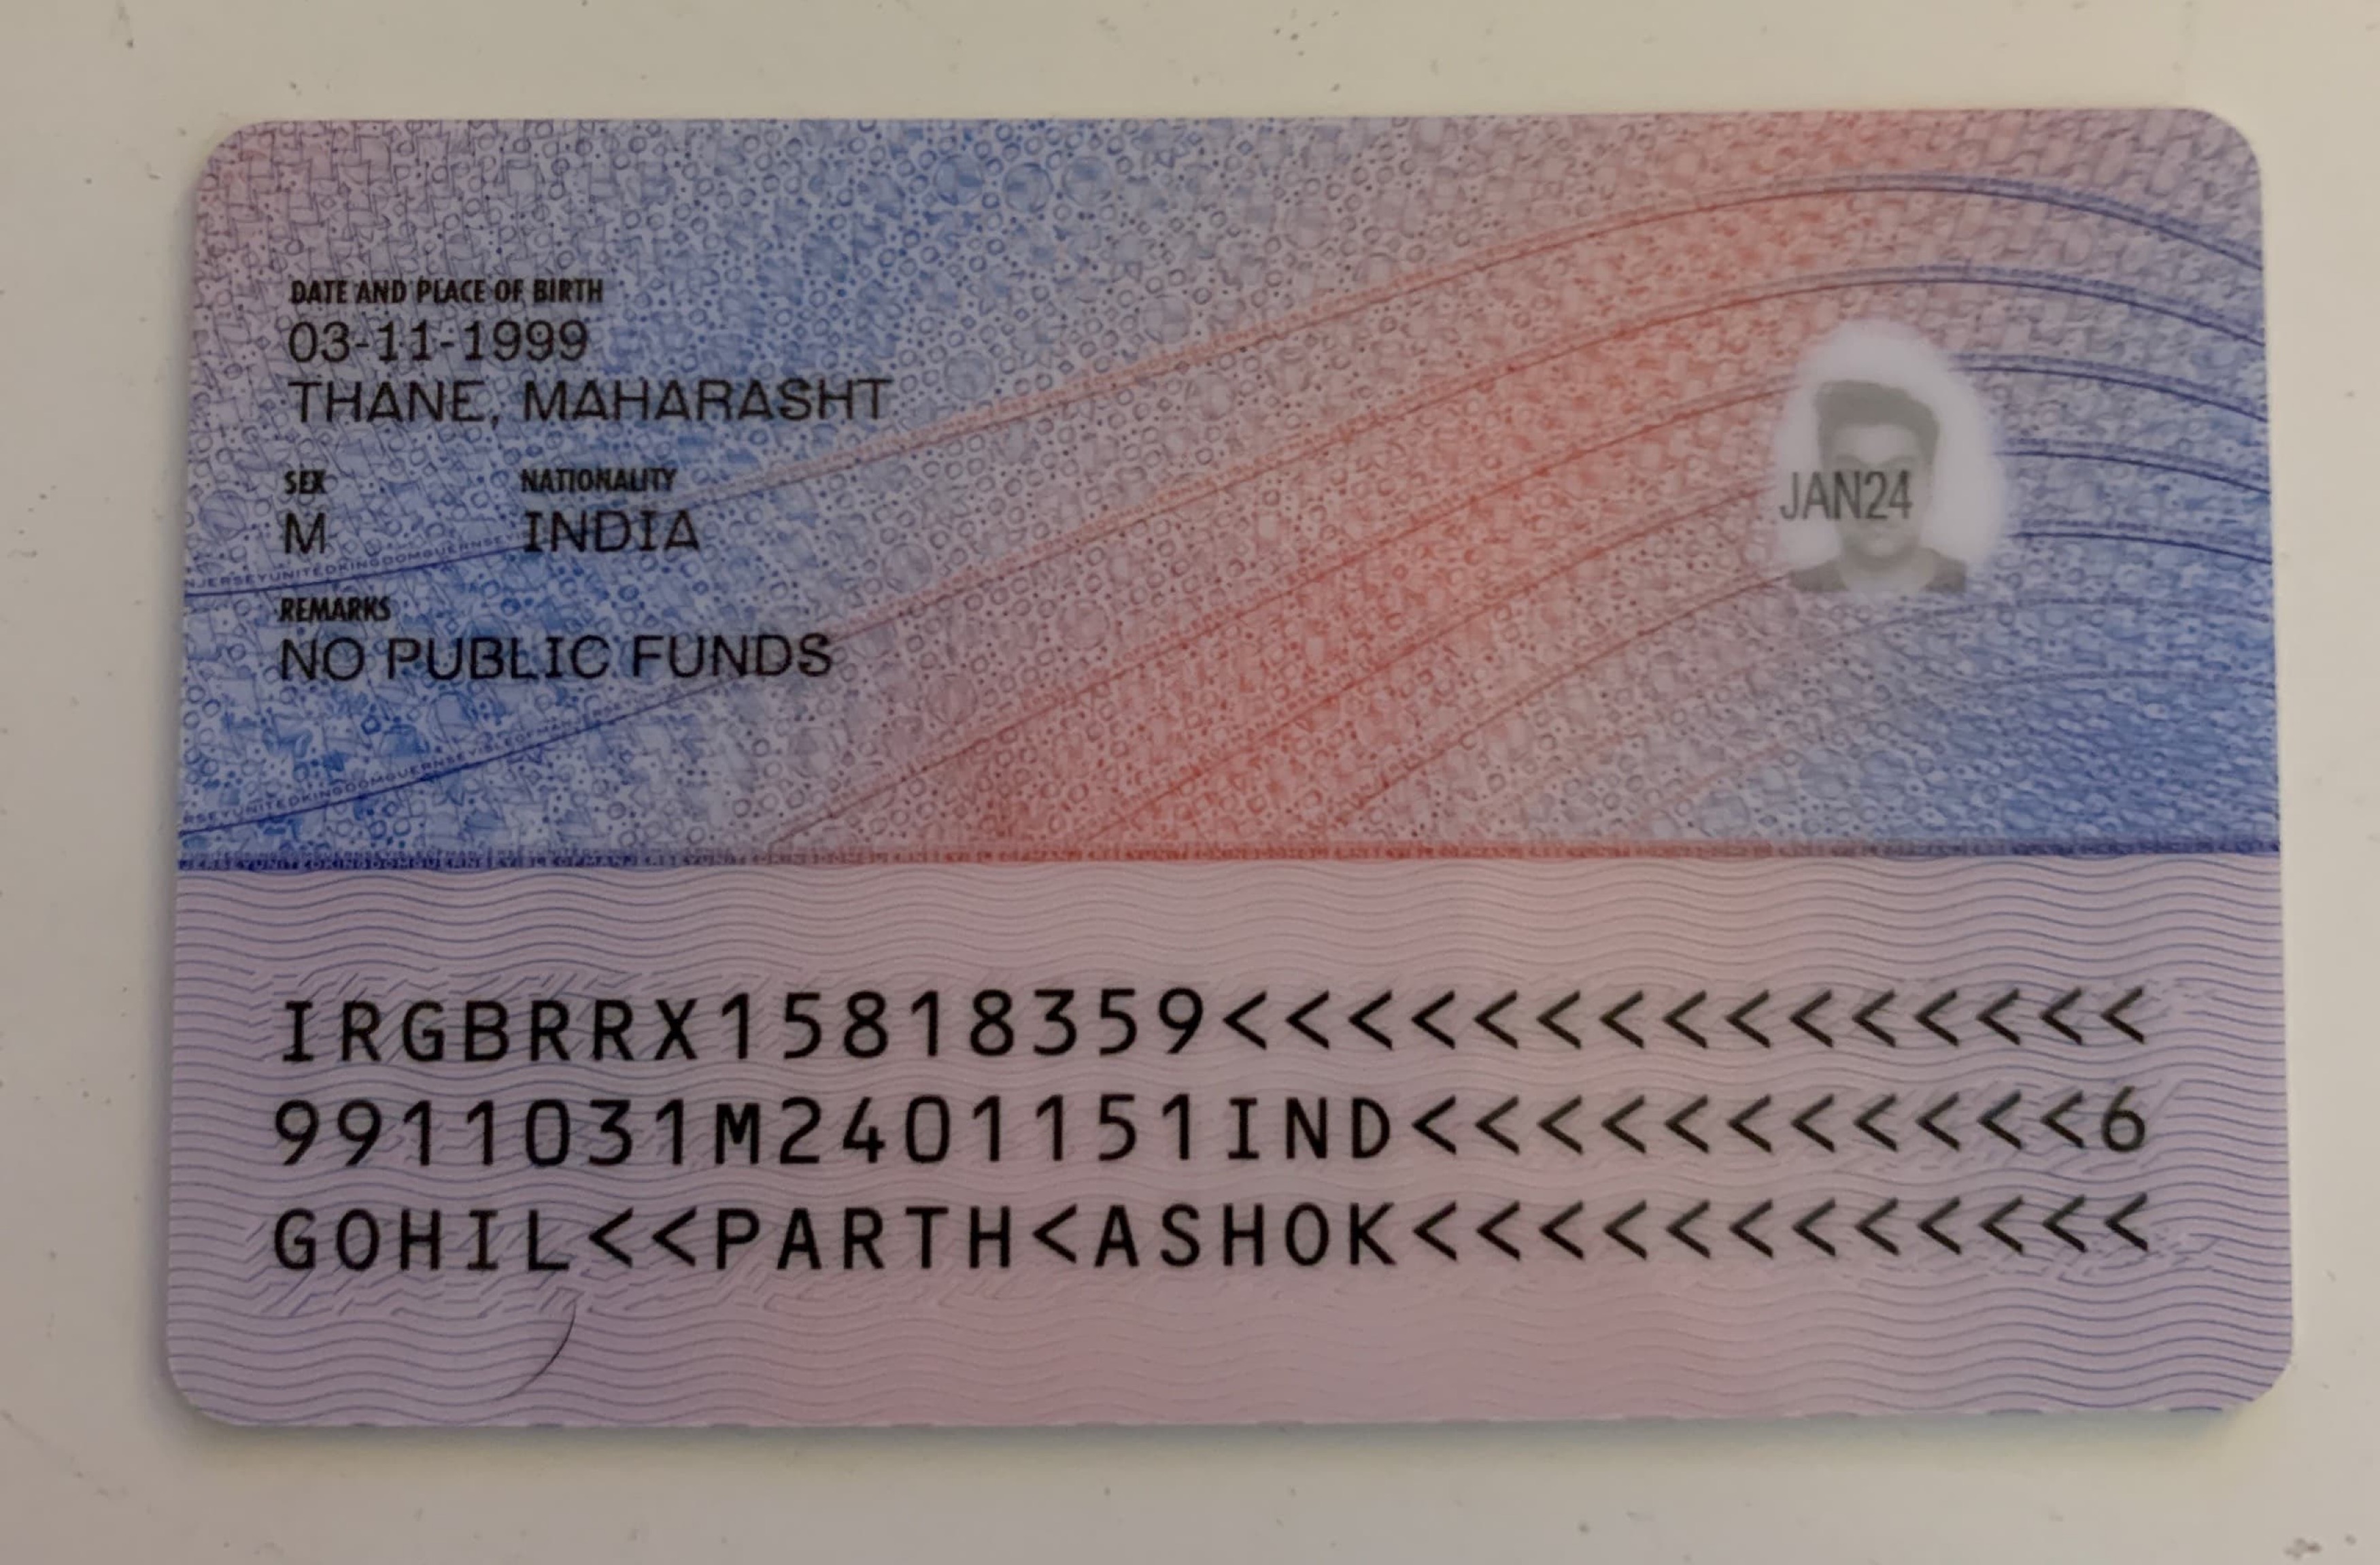 DATE AND PLACE OF BIRTH
03-11-1999
THANE, MAHARASHT
SEX NATIONALITY
M INDIA
REMARKS
NO PUBLIC FUNDS
JAN24
IRGBRRX15818359<<<<<<<<<<<<<<<
9911031M2401151IND<<<<<<<<<<<6
GOHIL<<PARTH<ASHOK<<<<<<<<<<<<